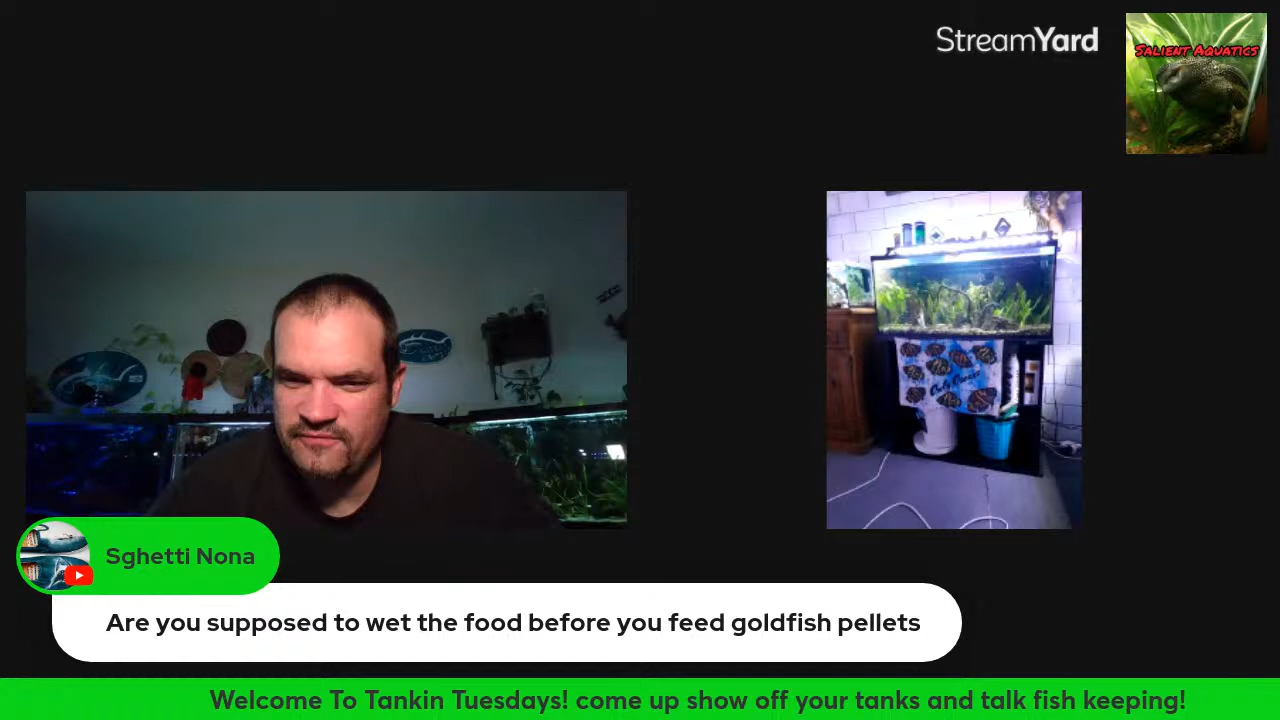 StreamYard
SALIENT AQUATICS
Sghetti Nona
Are you supposed to wet the food before you feed goldfish pellets
Welcome To Tankin Tuesdays! come up show off your tanks and talk fish keeping!